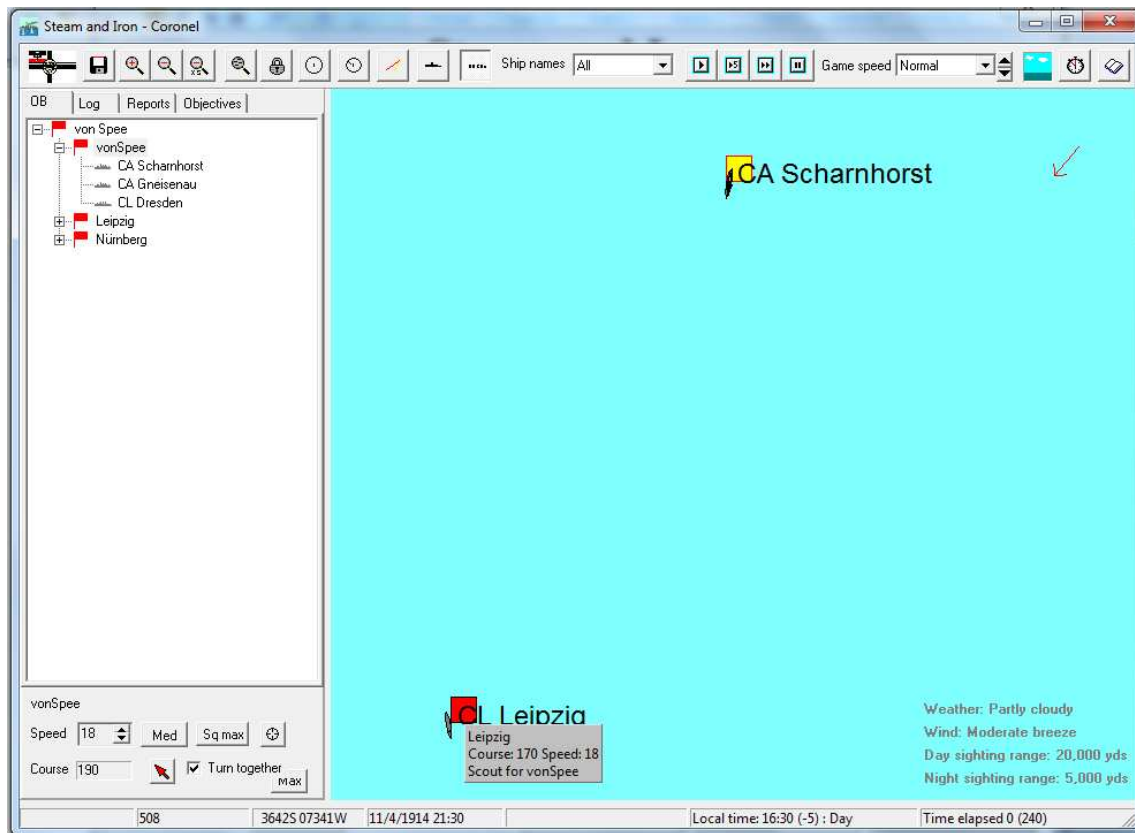 Steam and Iron - Coronel
Ship names All Game speed Normal
OB Log Reports Objectives
von Spee
vonSpee
CA Scharnhorst
CA Gneisenau
CL Dresden
Leipzig
Nürnberg
CA Scharnhorst
CL Leipzig
Leipzig
Course: 170 Speed: 18
Scout for vonSpee
Weather: Partly cloudy
Wind: Moderate breeze
Day sighting range: 20,000 yds
Night sighting range: 5,000 yds
vonSpee
Speed 18 Med Sq max
Course 190 Turn together max
508 3642S 07341W 11/4/1914 21:30 Local time: 16:30 (-5) : Day Time elapsed 0 (240)